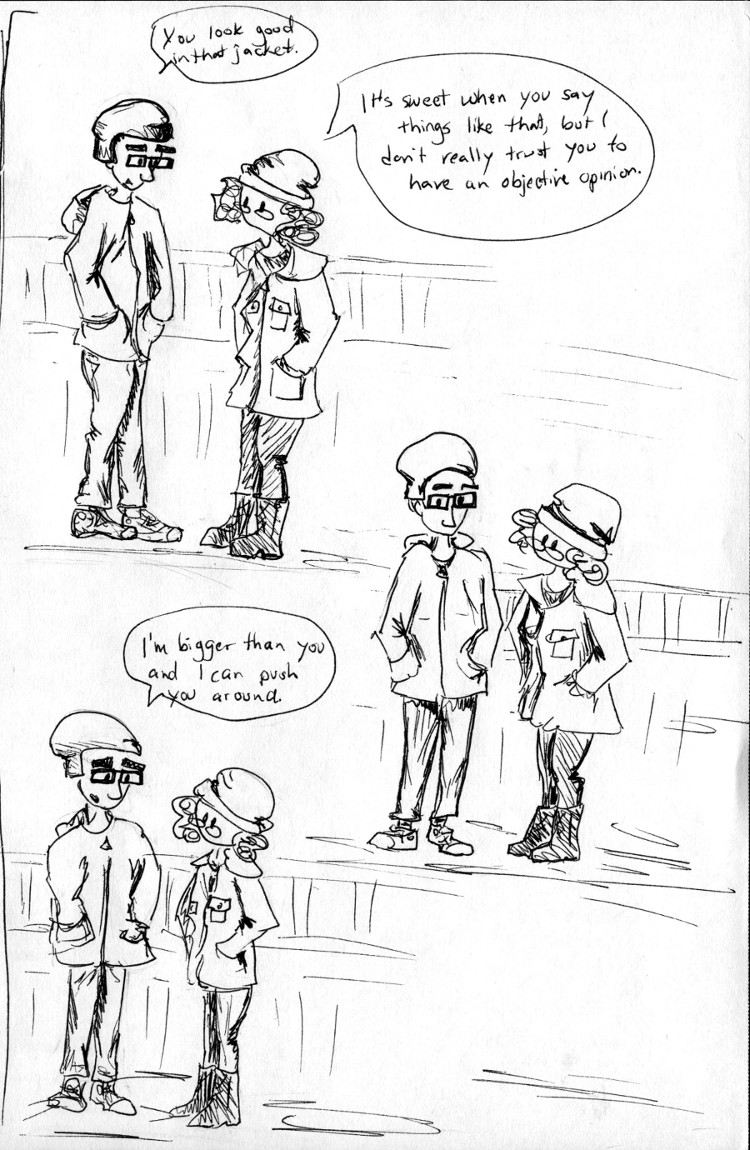 You look good
in that jacket.
It's sweet when you say
things like that, but I
don't really trust you to
have an objective opinion.
I'm bigger than you
and I can push
you around.